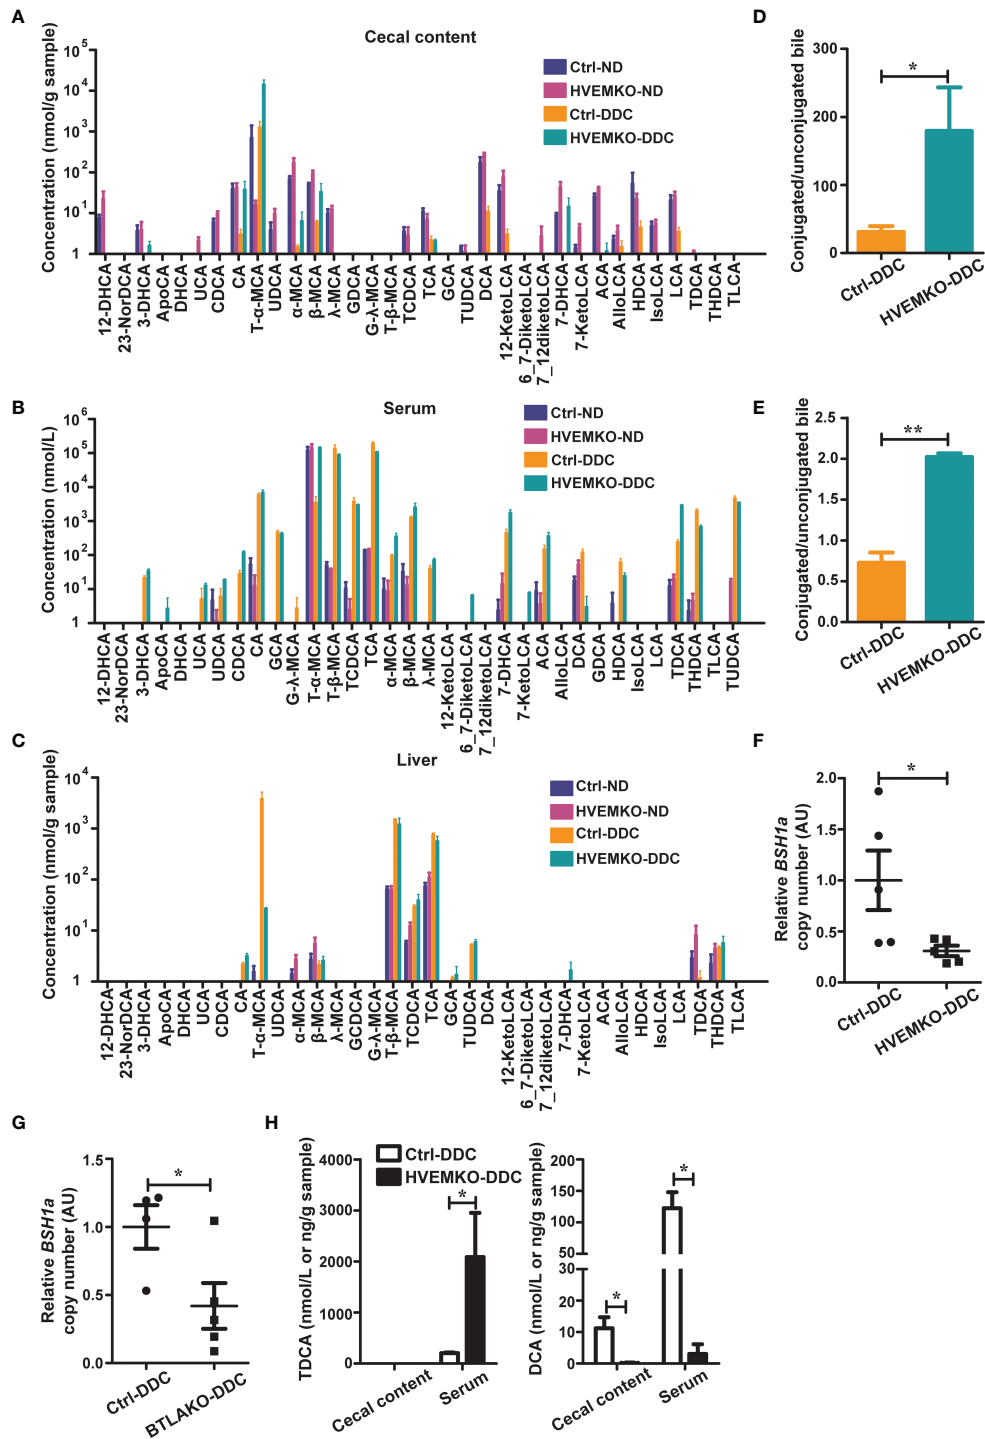 A
Cecal content
Concentration (nmol/g sample)
10^5
10^4
10^3
10^2
10^1
1
Ctrl-ND
HVEMKO-ND
Ctrl-DDC
HVEMKO-DDC
12-DHCA
23-NorDCA
3-DHCA
ApoCA
DHCA
UCA
CDCA
CA
T-α-MCA
UDCA
α-MCA
β-MCA
λ-MCA
GDCA
G-λ-MCA
T-β-MCA
TCDCA
TCA
GCA
TUDCA
DCA
12-KetoLCA
6_7-DiketoLCA
7_12diketoLCA
7-DHCA
7-KetoLCA
ACA
AlloLCA
HDCA
IsoLCA
LCA
TDCA
THDCA
TLCA
D
Conjugated/unconjugated bile
300
200
100
0
*
Ctrl-DDC
HVEMKO-DDC
B
Serum
Concentration (nmol/L)
10^6
10^5
10^4
10^3
10^2
10^1
1
Ctrl-ND
HVEMKO-ND
Ctrl-DDC
HVEMKO-DDC
12-DHCA
23-NorDCA
3-DHCA
ApoCA
DHCA
UCA
UDCA
CDCA
CA
GCA
G-λ-MCA
T-α-MCA
T-β-MCA
TCDCA
TCA
α-MCA
β-MCA
λ-MCA
12-KetoLCA
6_7-DiketoLCA
7_12diketoLCA
7-DHCA
7-KetoLCA
ACA
AlloLCA
DCA
GDCA
HDCA
IsoLCA
LCA
TDCA
THDCA
TLCA
TUDCA
E
Conjugated/unconjugated bile
2.5
2.0
1.5
1.0
0.5
0.0
**
Ctrl-DDC
HVEMKO-DDC
C
Liver
Concentration (nmol/g sample)
10^4
10^3
10^2
10^1
1
Ctrl-ND
HVEMKO-ND
Ctrl-DDC
HVEMKO-DDC
12-DHCA
23-NorDCA
3-DHCA
ApoCA
DHCA
UCA
CDCA
CA
T-α-MCA
UDCA
α-MCA
β-MCA
λ-MCA
GCDCA
G-λ-MCA
T-β-MCA
TCDCA
TCA
GCA
TUDCA
DCA
12-KetoLCA
6_7-DiketoLCA
7_12diketoLCA
7-DHCA
7-KetoLCA
ACA
AlloLCA
HDCA
IsoLCA
LCA
TDCA
THDCA
TLCA
F
Relative BSH1a
copy number (AU)
2.0
1.5
1.0
0.5
0.0
*
Ctrl-DDC
HVEMKO-DDC
G
Relative BSH1a
copy number (AU)
1.5
1.0
0.5
0.0
*
Ctrl-DDC
BTLAKO-DDC
H
TDCA (nmol/L or ng/g sample)
4000
3000
2000
1000
0
Ctrl-DDC
HVEMKO-DDC
*
Cecal content
Serum
DCA (nmol/L or ng/g sample)
200
150
100
50
30
20
10
0
*
*
Cecal content
Serum